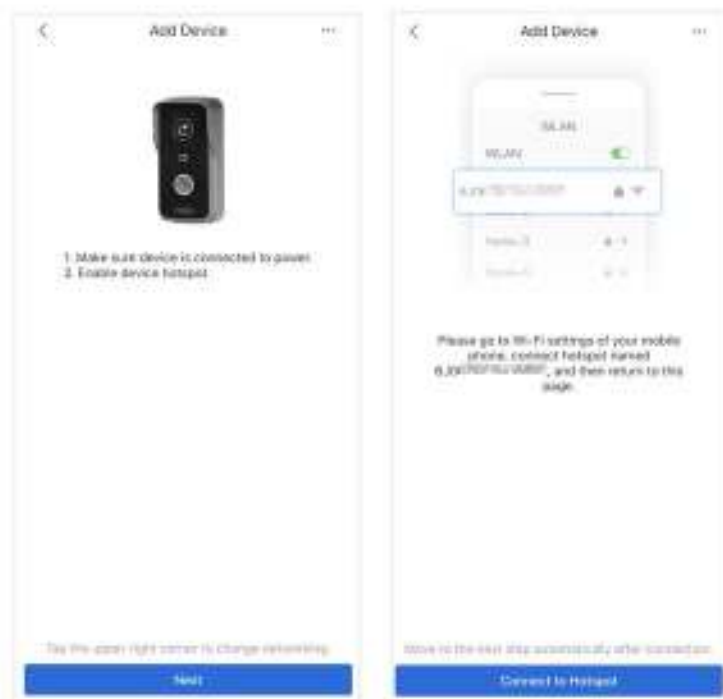 Add Device
1. Make sure device is connected to power.
2. Enable device hotspot.
Tap the upper right corner to change networking.
Next
Add Device
WLAN
WLAN
Please go to Wi-Fi settings of your mobile
phone, connect hotspot named
, and then return to this
page.
Move to the next step automatically after connection.
Connect to Hotspot